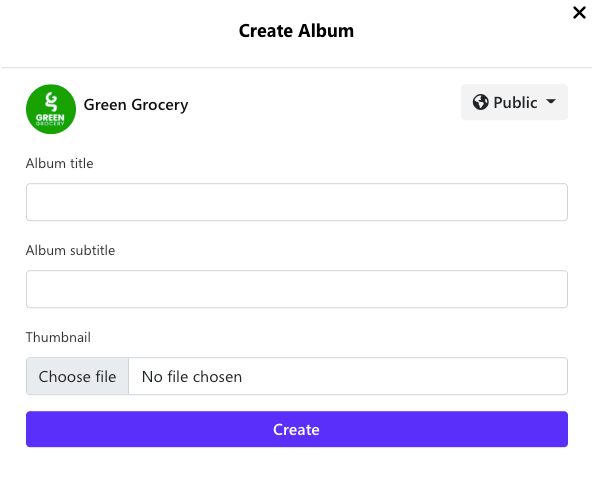 Create Album
GREEN
GROCERY
Green Grocery
Public
Album title
Album subtitle
Thumbnail
Choose file No file chosen
Create